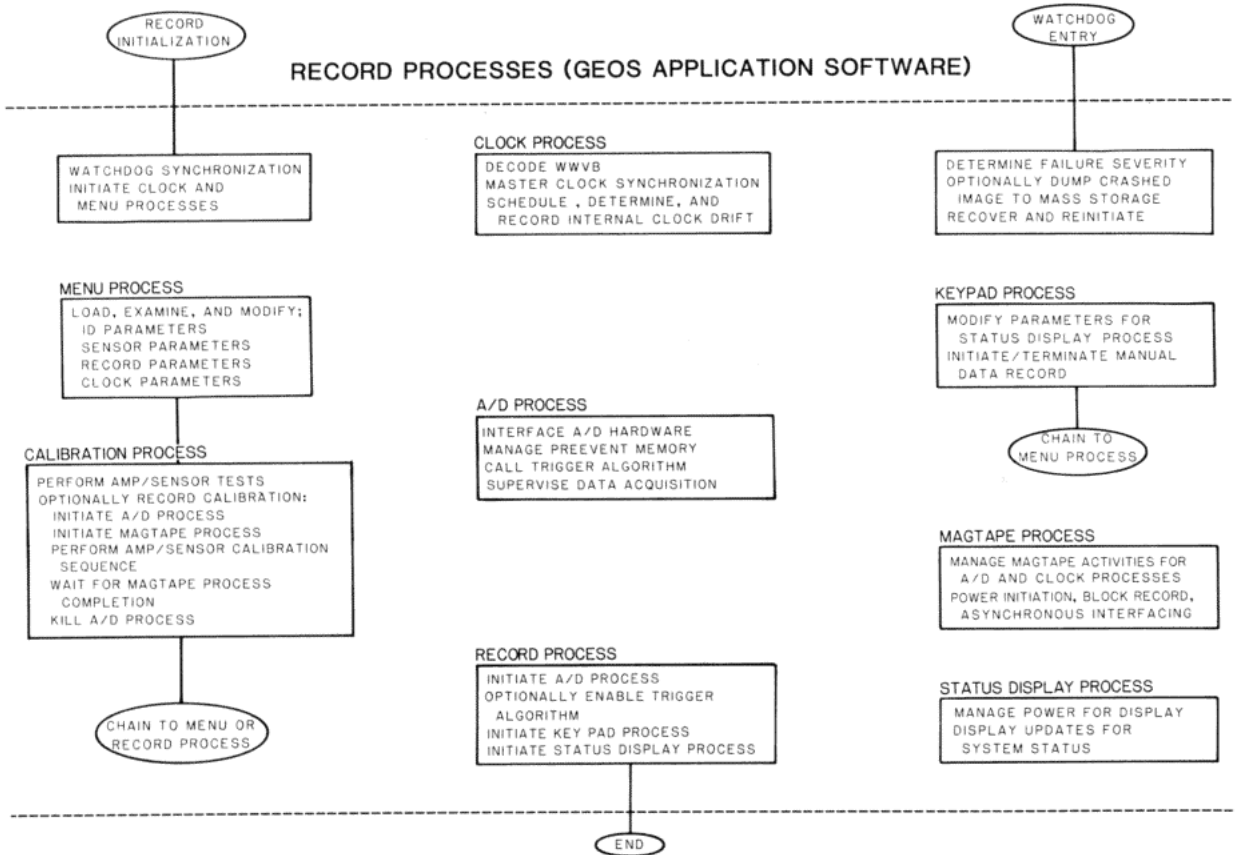 RECORD
INITIALIZATION
WATCHDOG
ENTRY
RECORD PROCESSES (GEOS APPLICATION SOFTWARE)
WATCHDOG SYNCHRONIZATION
INITIATE CLOCK AND
MENU PROCESSES
CLOCK PROCESS
DECODE WWVB
MASTER CLOCK SYNCHRONIZATION
SCHEDULE , DETERMINE, AND
RECORD INTERNAL CLOCK DRIFT
DETERMINE FAILURE SEVERITY
OPTIONALLY DUMP CRASHED
IMAGE TO MASS STORAGE
RECOVER AND REINITIATE
MENU PROCESS
LOAD, EXAMINE, AND MODIFY;
ID PARAMETERS
SENSOR PARAMETERS
RECORD PARAMETERS
CLOCK PARAMETERS
KEYPAD PROCESS
MODIFY PARAMETERS FOR
STATUS DISPLAY PROCESS
INITIATE/TERMINATE MANUAL
DATA RECORD
CHAIN TO
MENU PROCESS
A/D PROCESS
INTERFACE A/D HARDWARE
MANAGE PREEVENT MEMORY
CALL TRIGGER ALGORITHM
SUPERVISE DATA ACQUISITION
CALIBRATION PROCESS
PERFORM AMP/SENSOR TESTS
OPTIONALLY RECORD CALIBRATION:
INITIATE A/D PROCESS
INITIATE MAGTAPE PROCESS
PERFORM AMP/SENSOR CALIBRATION
SEQUENCE
WAIT FOR MAGTAPE PROCESS
COMPLETION
KILL A/D PROCESS
MAGTAPE PROCESS
MANAGE MAGTAPE ACTIVITIES FOR
A/D AND CLOCK PROCESSES
POWER INITIATION, BLOCK RECORD,
ASYNCHRONOUS INTERFACING
CHAIN TO MENU OR
RECORD PROCESS
RECORD PROCESS
INITIATE A/D PROCESS
OPTIONALLY ENABLE TRIGGER
ALGORITHM
INITIATE KEY PAD PROCESS
INITIATE STATUS DISPLAY PROCESS
STATUS DISPLAY PROCESS
MANAGE POWER FOR DISPLAY
DISPLAY UPDATES FOR
SYSTEM STATUS
END